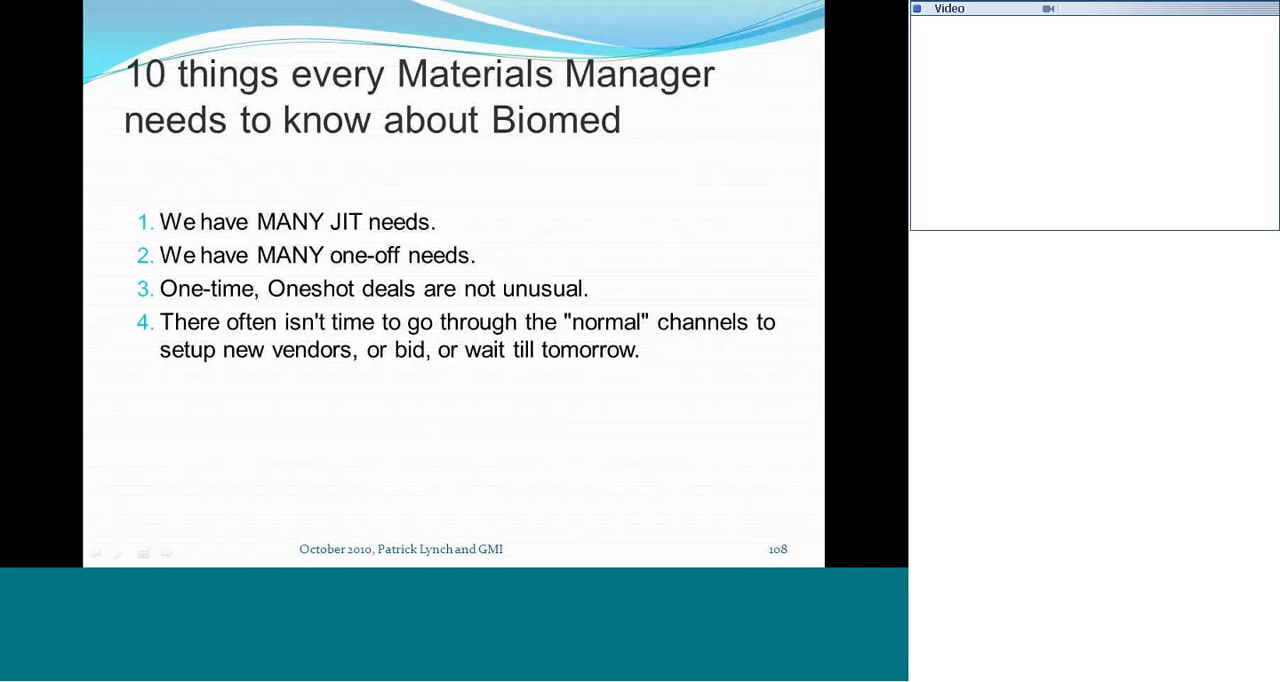 Video
10 things every Materials Manager
needs to know about Biomed
1. We have MANY JIT needs.
2. We have MANY one-off needs.
3. One-time, Oneshot deals are not unusual.
4. There often isn't time to go through the "normal" channels to
setup new vendors, or bid, or wait till tomorrow.
October 2010, Patrick Lynch and GMI
108